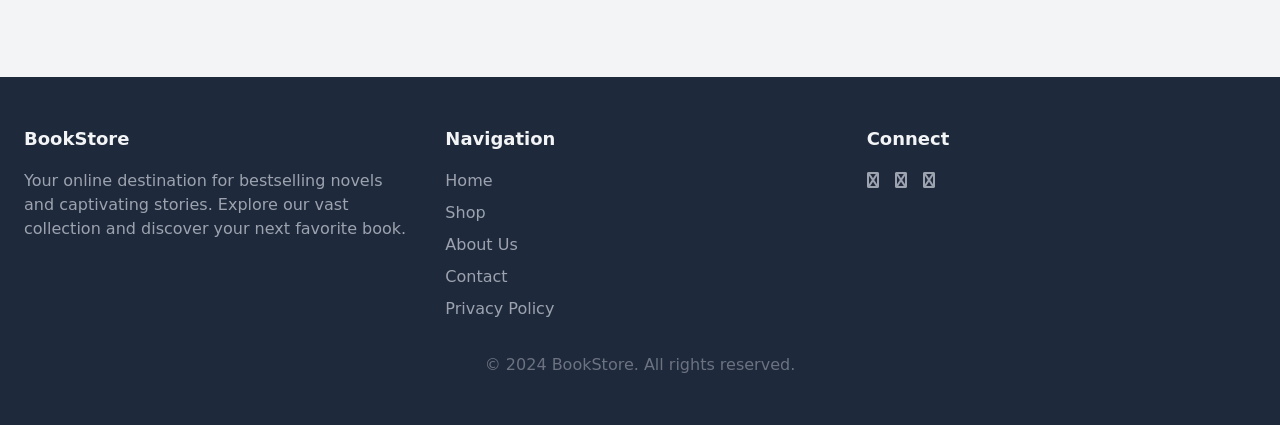 BookStore
Your online destination for bestselling novels
and captivating stories. Explore our vast
collection and discover your next favorite book.
Navigation
Home
Shop
About Us
Contact
Privacy Policy
Connect
© 2024 BookStore. All rights reserved.